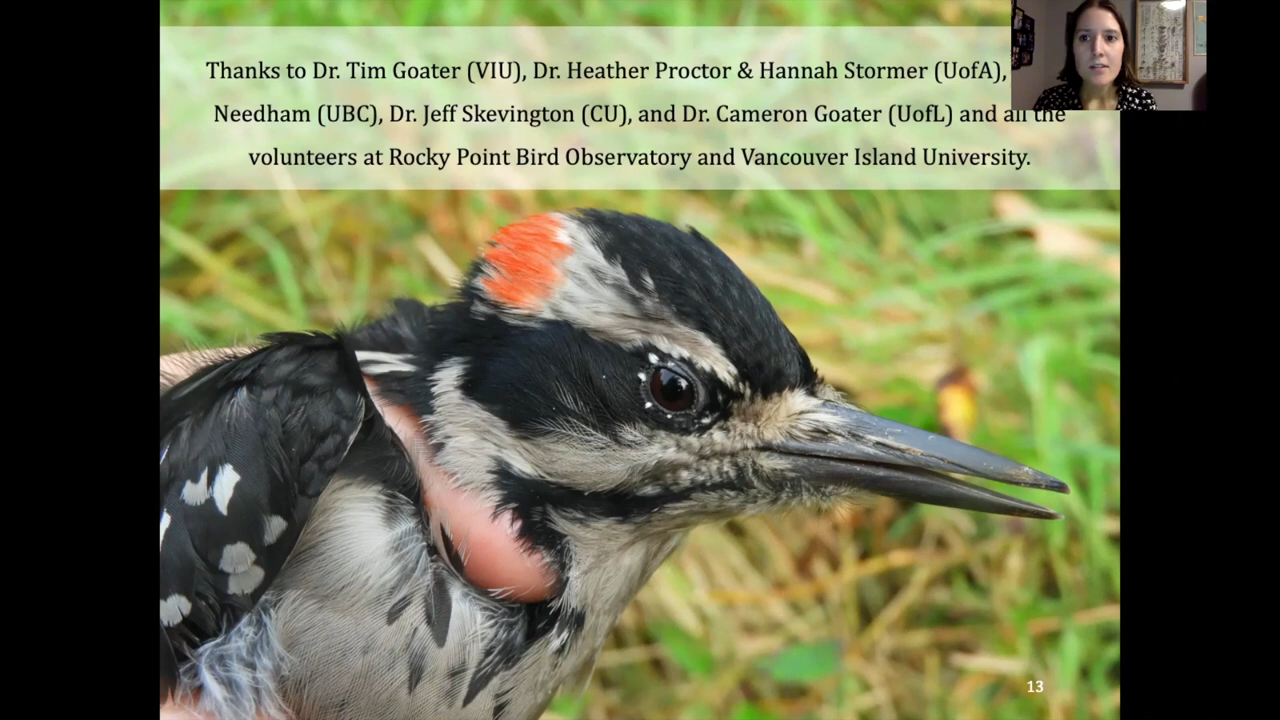 Thanks to Dr. Tim Goater (VIU), Dr. Heather Proctor & Hannah Stormer (UofA),
Needham (UBC), Dr. Jeff Skevington (CU), and Dr. Cameron Goater (UofL) and all the
volunteers at Rocky Point Bird Observatory and Vancouver Island University.
13